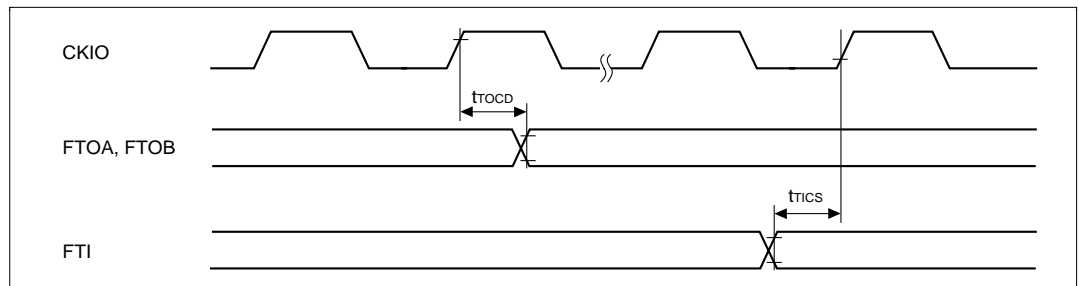 CKIO
tTOCD
FTOA, FTOB
tTICS
FTI